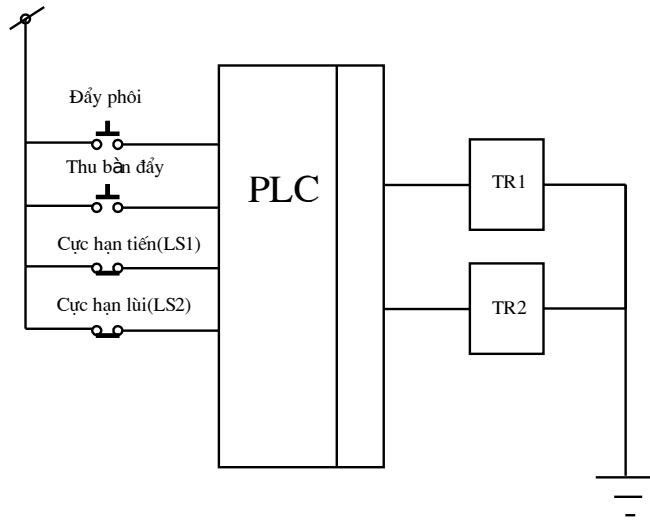 Đẩy phôi
Thu bàn đẩy
PLC
TR1
Cực hạn tiến(LS1)
Cực hạn lùi(LS2)
TR2